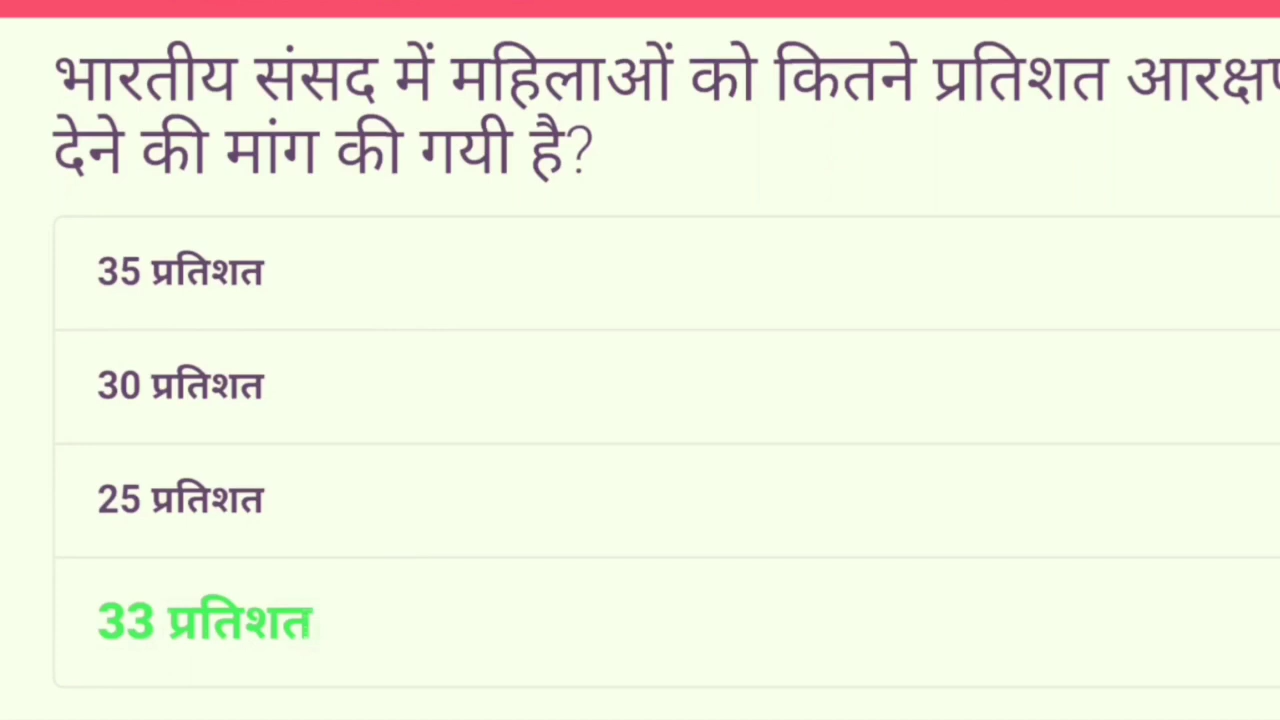 भारतीय संसद में महिलाओं को कितने प्रतिशत
देने की मांग की गयी है?
35 प्रतिशत
30 प्रतिशत
25 प्रतिशत
33 प्रतिशत